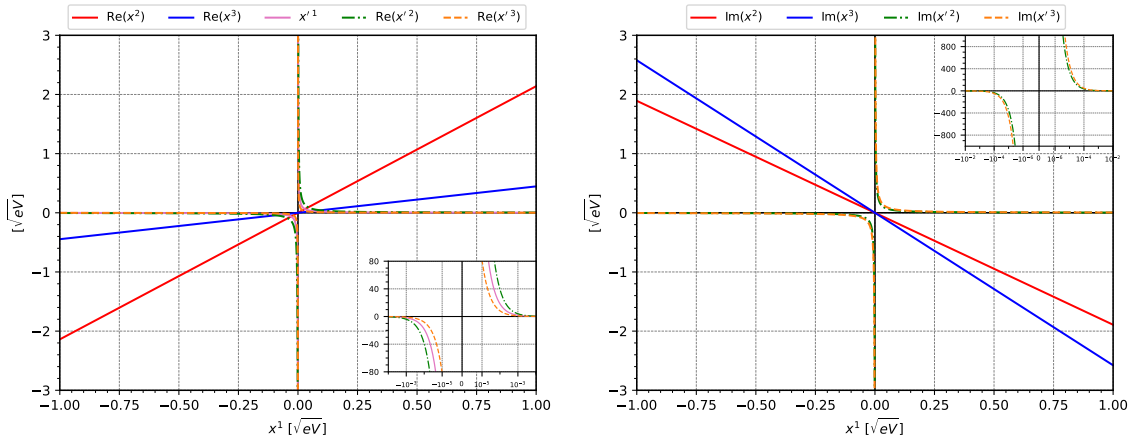 Re(x²) Re(x³) x′ ¹ Re(x′ ²) Re(x′ ³)
3
2
1
0
−1
−2
−3
[√eV]
80
40
0
−40
−80
−10⁻³ −10⁻⁵ 0 10⁻⁵ 10⁻³
−1.00 −0.75 −0.50 −0.25 0.00 0.25 0.50 0.75 1.00
x¹ [√eV]
Im(x²) Im(x³) Im(x′ ²) Im(x′ ³)
3
2
1
0
−1
−2
−3
[√eV]
800
400
0
−400
−800
−10⁻² −10⁻⁴ −10⁻⁶ 0 10⁻⁶ 10⁻⁴ 10⁻²
−1.00 −0.75 −0.50 −0.25 0.00 0.25 0.50 0.75 1.00
x¹ [√eV]